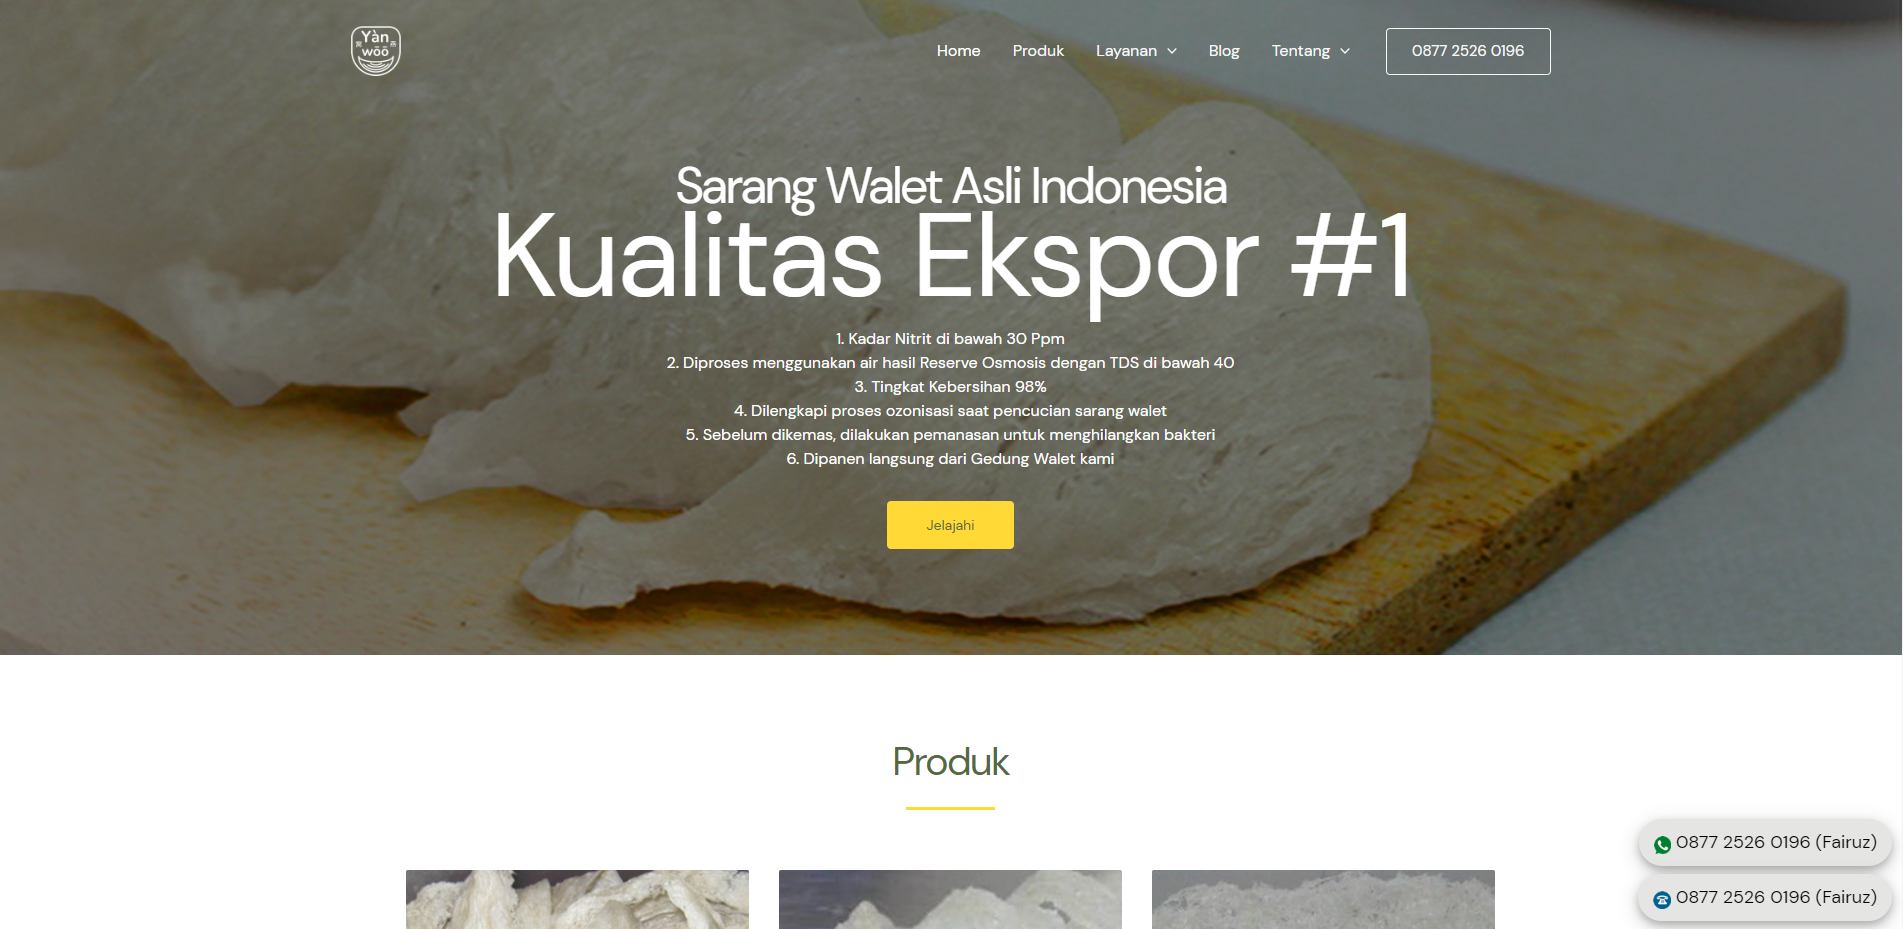 Yàn
wōō
Home
Produk
Layanan
Blog
Tentang
0877 2526 0196
Sarang Walet Asli Indonesia
Kualitas Ekspor #1
1. Kadar Nitrit di bawah 30 Ppm
2. Diproses menggunakan air hasil Reserve Osmosis dengan TDS di bawah 40
3. Tingkat Kebersihan 98%
4. Dilengkapi proses ozonisasi saat pencucian sarang walet
5. Sebelum dikemas, dilakukan pemanasan untuk menghilangkan bakteri
6. Dipanen langsung dari Gedung Walet kami
Jelajahi
Produk
0877 2526 0196 (Fairuz)
0877 2526 0196 (Fairuz)